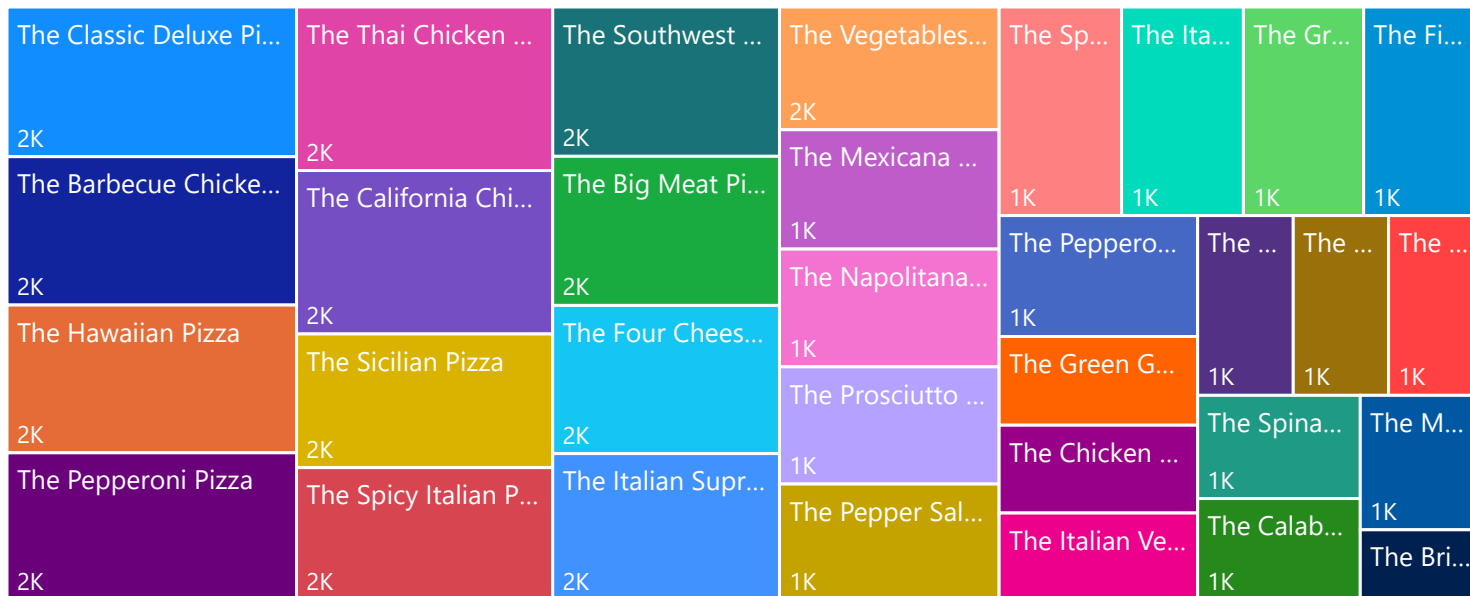 The Classic Deluxe Pi...
2K
The Barbecue Chicke...
2K
The Hawaiian Pizza
2K
The Pepperoni Pizza
2K
The Thai Chicken ...
2K
The California Chi...
2K
The Sicilian Pizza
2K
The Spicy Italian P...
2K
The Southwest ...
2K
The Big Meat Pi...
2K
The Four Chees...
2K
The Italian Supr...
2K
The Vegetables...
2K
The Mexicana ...
1K
The Napolitana...
1K
The Prosciutto ...
1K
The Pepper Sal...
1K
The Sp...
1K
The Ita...
1K
The Gr...
1K
The Fi...
1K
The Peppero...
1K
The Green G...
The Chicken ...
The Italian Ve...
The ...
1K
The ...
1K
The ...
1K
The Spina...
1K
The Calab...
1K
The M...
1K
The Bri...